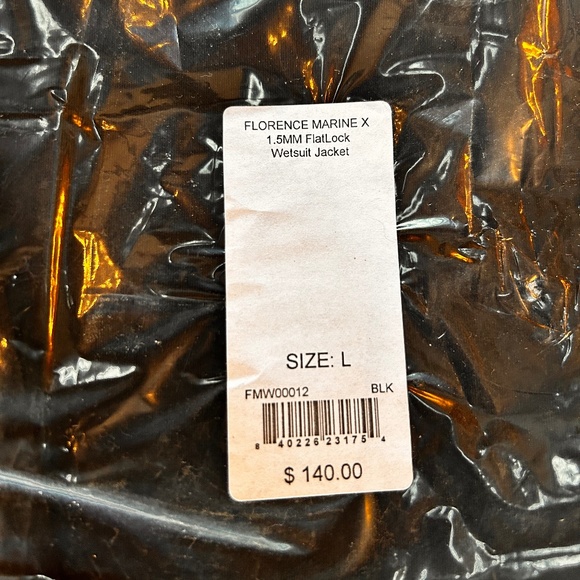 FLORENCE MARINE X
1.5MM FlatLock
Wetsuit Jacket
SIZE: L
FMW00012 BLK
8 40226 23175 4
$ 140.00